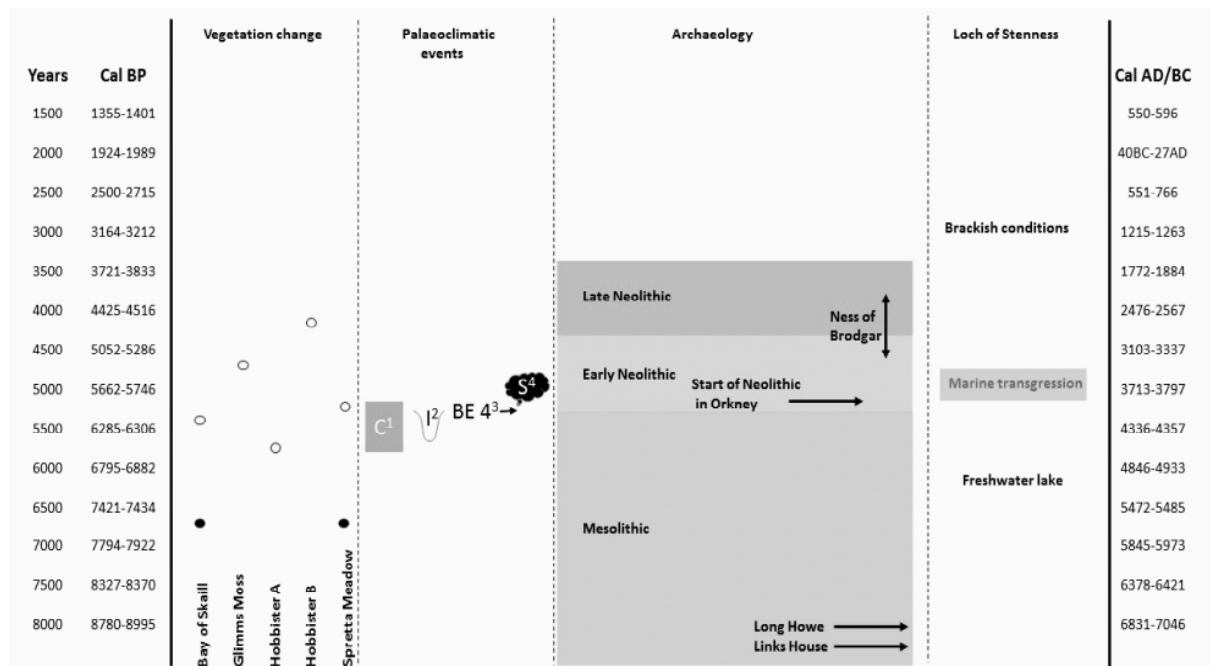 Vegetation change
Palaeoclimatic
events
Archaeology
Loch of Stenness
Years Cal BP Cal AD/BC
1500 1355-1401 550-596
2000 1924-1989 40BC-27AD
2500 2500-2715 551-766
3000 3164-3212 Brackish conditions 1215-1263
3500 3721-3833 1772-1884
Late Neolithic
4000 4425-4516 2476-2567
Ness of
Brodgar
4500 5052-5286 3103-3337
Early Neolithic
5000 5662-5746 S⁴ Marine transgression 3713-3797
Start of Neolithic
in Orkney
C¹ I² BE 4³
5500 6285-6306 4336-4357
6000 6795-6882 4846-4933
Freshwater lake
6500 7421-7434 5472-5485
Mesolithic
7000 7794-7922 5845-5973
7500 8327-8370 6378-6421
8000 8780-8995 6831-7046
Long Howe
Links House
Bay of Skaill
Glimms Moss
Hobbister A
Hobbister B
Spretta Meadow